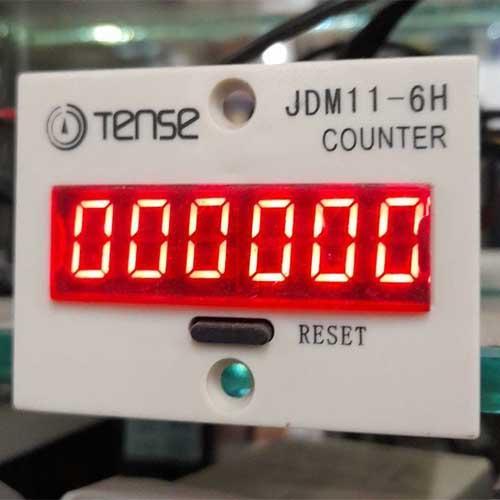 TENSE
JDM11-6H
COUNTER
000000
RESET